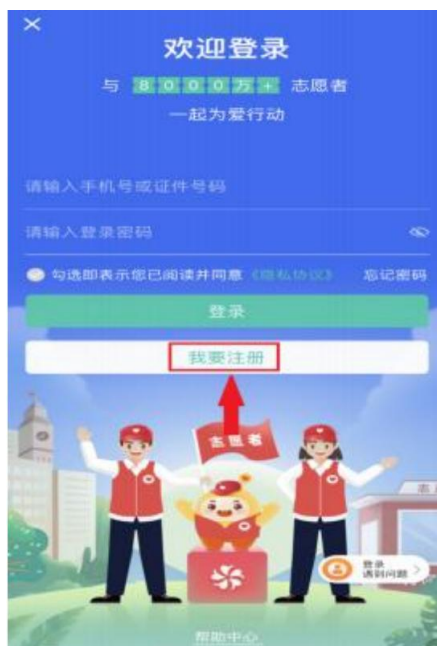 欢迎登录
与 8000万+ 志愿者
一起为爱行动
请输入手机号或证件号码
请输入登录密码
勾选即表示您已阅读并同意《隐私协议》 忘记密码
登录
我要注册
志愿者
志
登录
遇到问题
帮助中心